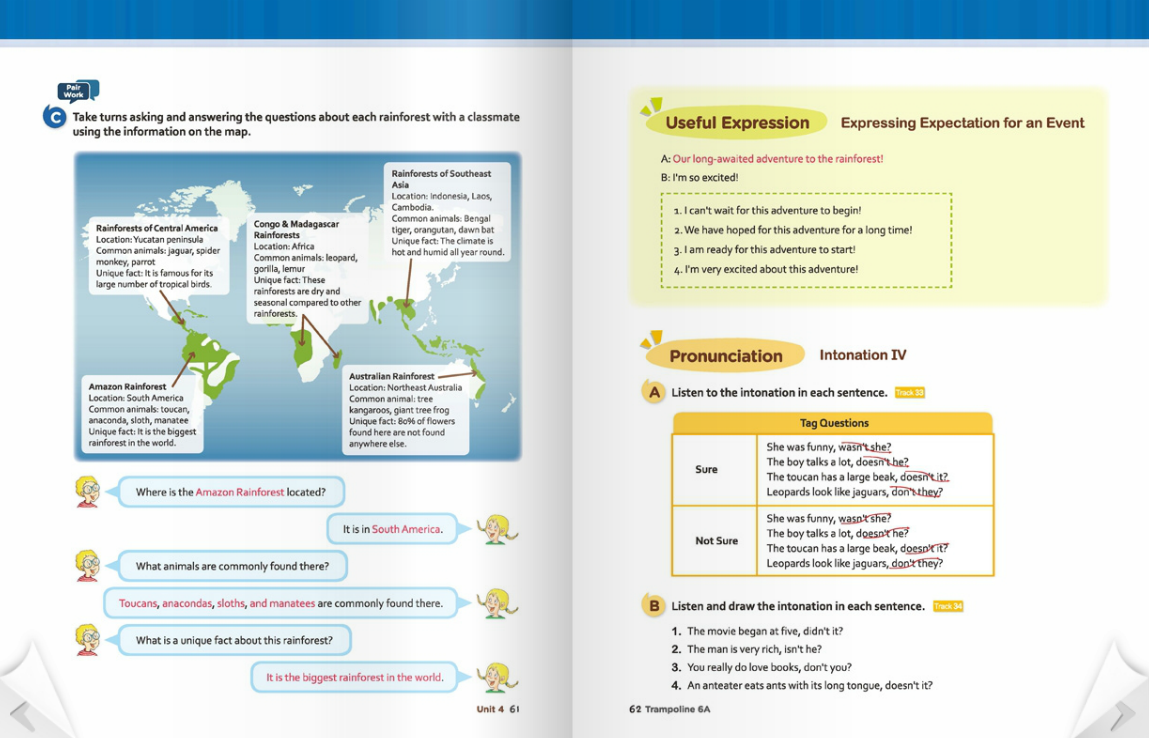 Pair
Work
C
Take turns asking and answering the questions about each rainforest with a classmate
using the information on the map.
Rainforests of Central America
Location: Yucatan peninsula
Common animals: jaguar, spider
monkey, parrot
Unique fact: It is famous for its
large number of tropical birds.
Congo & Madagascar
Rainforests
Location: Africa
Common animals: leopard,
gorilla, lemur
Unique fact: These
rainforests are dry and
seasonal compared to other
rainforests.
Rainforests of Southeast
Asia
Location: Indonesia, Laos,
Cambodia.
Common animals: Bengal
tiger, orangutan, dawn bat
Unique fact: The climate is
hot and humid all year round.
Amazon Rainforest
Location: South America
Common animals: toucan,
anaconda, sloth, manatee
Unique fact: It is the biggest
rainforest in the world.
Australian Rainforest
Location: Northeast Australia
Common animal: tree
kangaroos, giant tree frog
Unique fact: 80% of flowers
found here are not found
anywhere else.
Where is the Amazon Rainforest located?
It is in South America.
What animals are commonly found there?
Toucans, anacondas, sloths, and manatees are commonly found there.
What is a unique fact about this rainforest?
It is the biggest rainforest in the world.
Unit 4 61
Useful Expression Expressing Expectation for an Event
A: Our long-awaited adventure to the rainforest!
B: I'm so excited!
1. I can't wait for this adventure to begin!
2. We have hoped for this adventure for a long time!
3. I am ready for this adventure to start!
4. I'm very excited about this adventure!
Pronunciation Intonation IV
A Listen to the intonation in each sentence. Track 33
Tag Questions
Sure
She was funny, wasn't she?
The boy talks a lot, doesn't he?
The toucan has a large beak, doesn't it?
Leopards look like jaguars, don't they?
Not Sure
She was funny, wasn't she?
The boy talks a lot, doesn't he?
The toucan has a large beak, doesn't it?
Leopards look like jaguars, don't they?
B Listen and draw the intonation in each sentence. Track 34
1. The movie began at five, didn't it?
2. The man is very rich, isn't he?
3. You really do love books, don't you?
4. An anteater eats ants with its long tongue, doesn't it?
62 Trampoline 6A